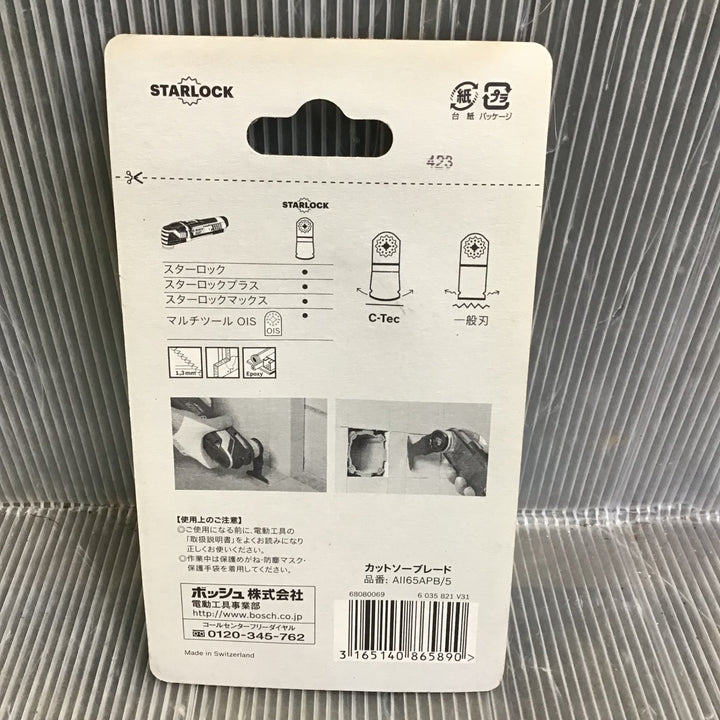 STARLOCK
紙 プラ
台紙 パッケージ
423
STARLOCK
スターロック
スターロックプラス
スターロックマックス
マルチツール OIS
OIS
C-Tec
一般刃
1,3mm
Epoxy
【使用上のご注意】
◎ご使用になる前に、電動工具の
「取扱説明書」をよくお読みになり
正しくお使いください。
◎作業中は保護めがね・防塵マスク・
保護手袋を着用してください。
ボッシュ株式会社
電動工具事業部
http://www.bosch.co.jp
コールセンターフリーダイヤル
0120-345-762
Made in Switzerland
カットソーブレード
品番: AII65APB/5
68080069 6 035 821 V31
3 165140 865890 >